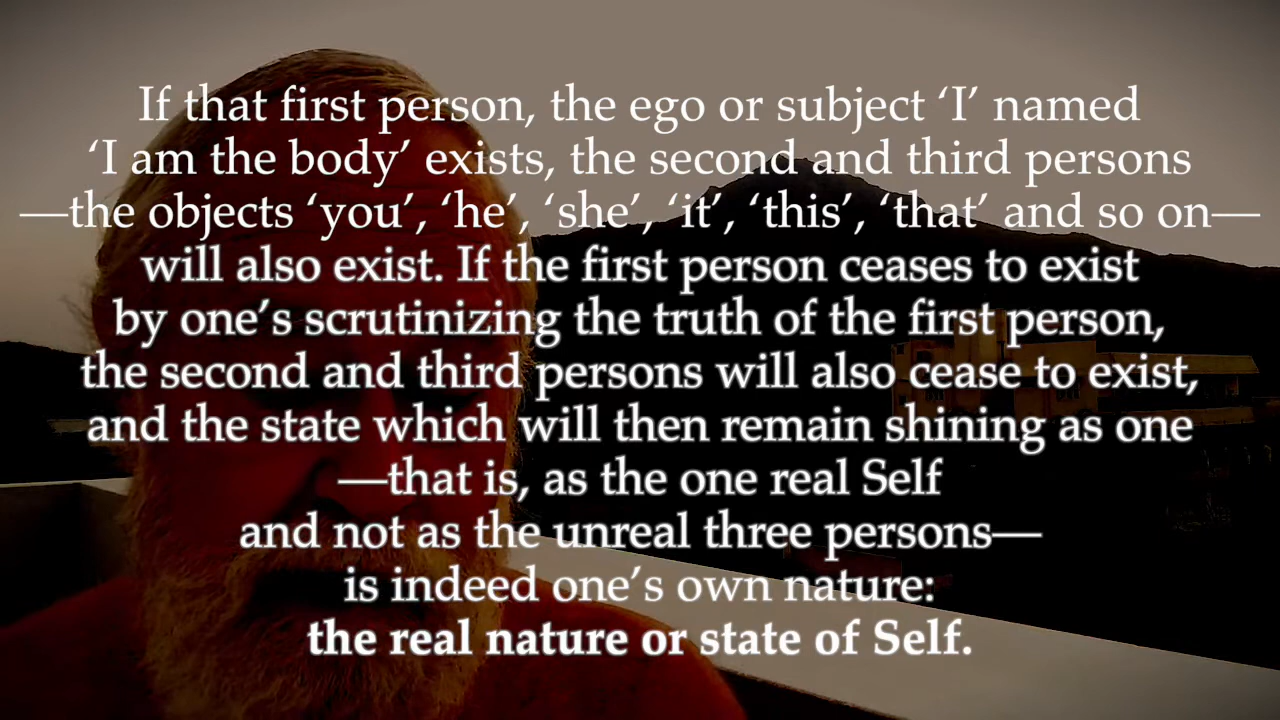 If that first person, the ego or subject ‘I’ named
‘I am the body’ exists, the second and third persons
—the objects ‘you’, ‘he’, ‘she’, ‘it’, ‘this’, ‘that’ and so on—
will also exist. If the first person ceases to exist
by one’s scrutinizing the truth of the first person,
the second and third persons will also cease to exist,
and the state which will then remain shining as one
—that is, as the one real Self
and not as the unreal three persons—
is indeed one’s own nature:
the real nature or state of Self.